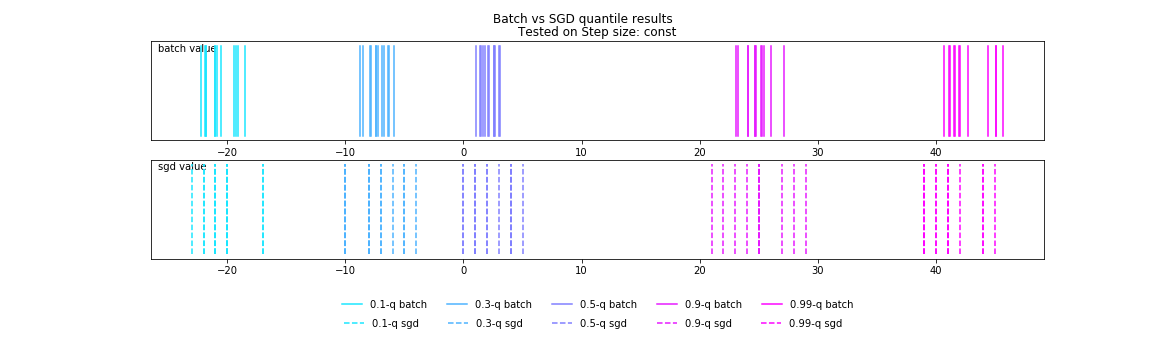 Batch vs SGD quantile results
Tested on Step size: const
batch value
−20 −10 0 10 20 30 40
sgd value
−20 −10 0 10 20 30 40
0.1-q batch 0.3-q batch 0.5-q batch 0.9-q batch 0.99-q batch
0.1-q sgd 0.3-q sgd 0.5-q sgd 0.9-q sgd 0.99-q sgd